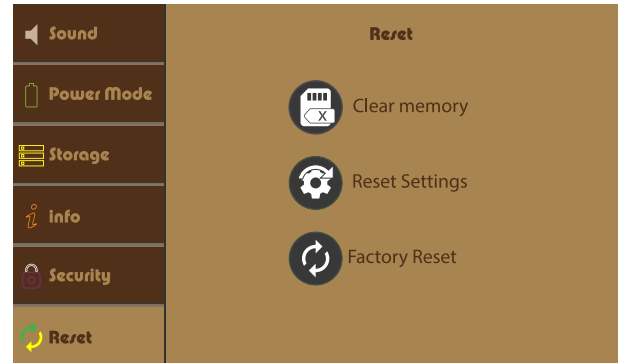 Sound
Power Mode
Storage
info
Security
Reset
Reset
Clear memory
X
Reset Settings
Factory Reset